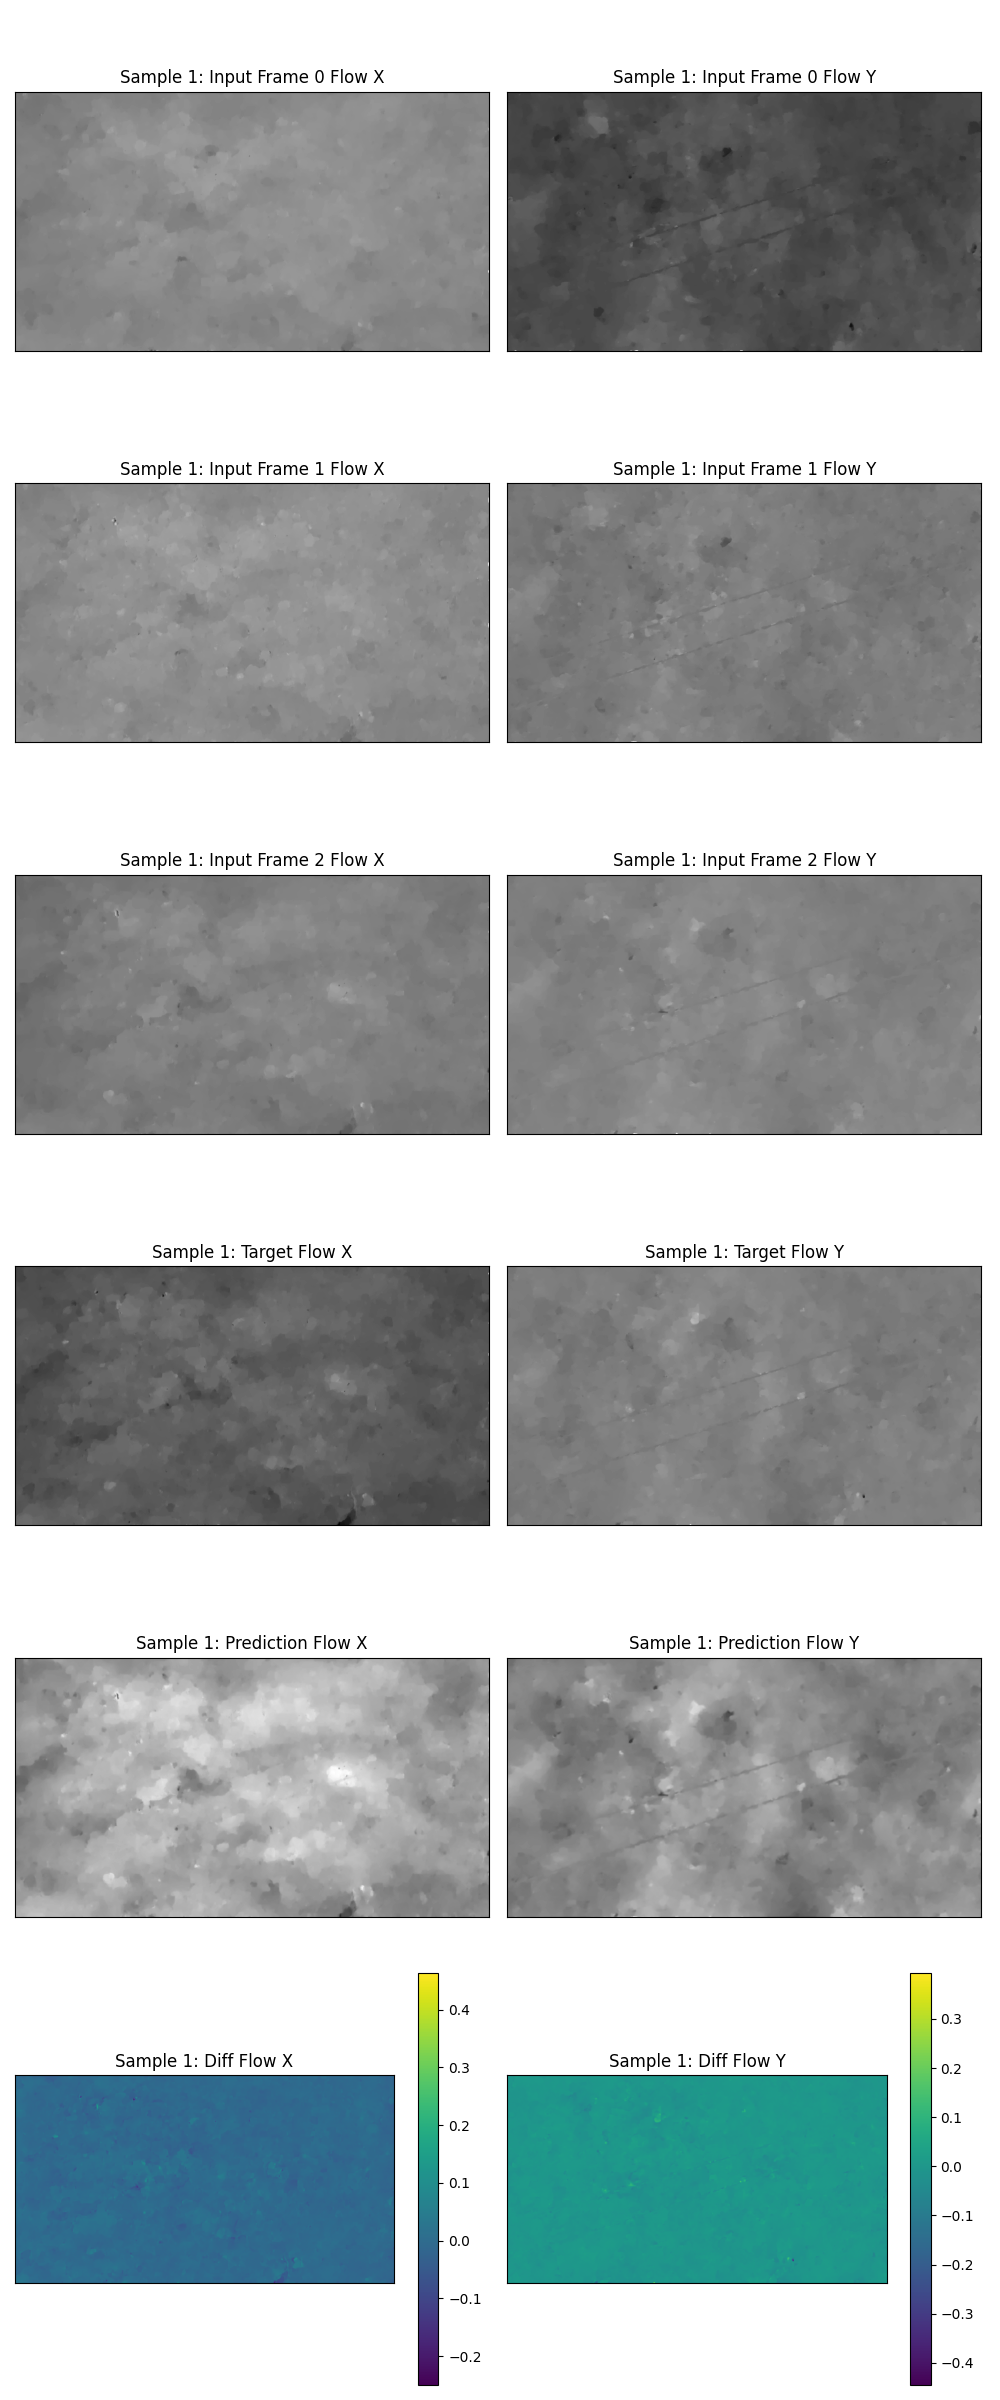 Sample 1: Input Frame 0 Flow X
Sample 1: Input Frame 0 Flow Y
Sample 1: Input Frame 1 Flow X
Sample 1: Input Frame 1 Flow Y
Sample 1: Input Frame 2 Flow X
Sample 1: Input Frame 2 Flow Y
Sample 1: Target Flow X
Sample 1: Target Flow Y
Sample 1: Prediction Flow X
Sample 1: Prediction Flow Y
Sample 1: Diff Flow X
0.4
0.3
0.2
0.1
0.0
−0.1
−0.2
Sample 1: Diff Flow Y
0.3
0.2
0.1
0.0
−0.1
−0.2
−0.3
−0.4